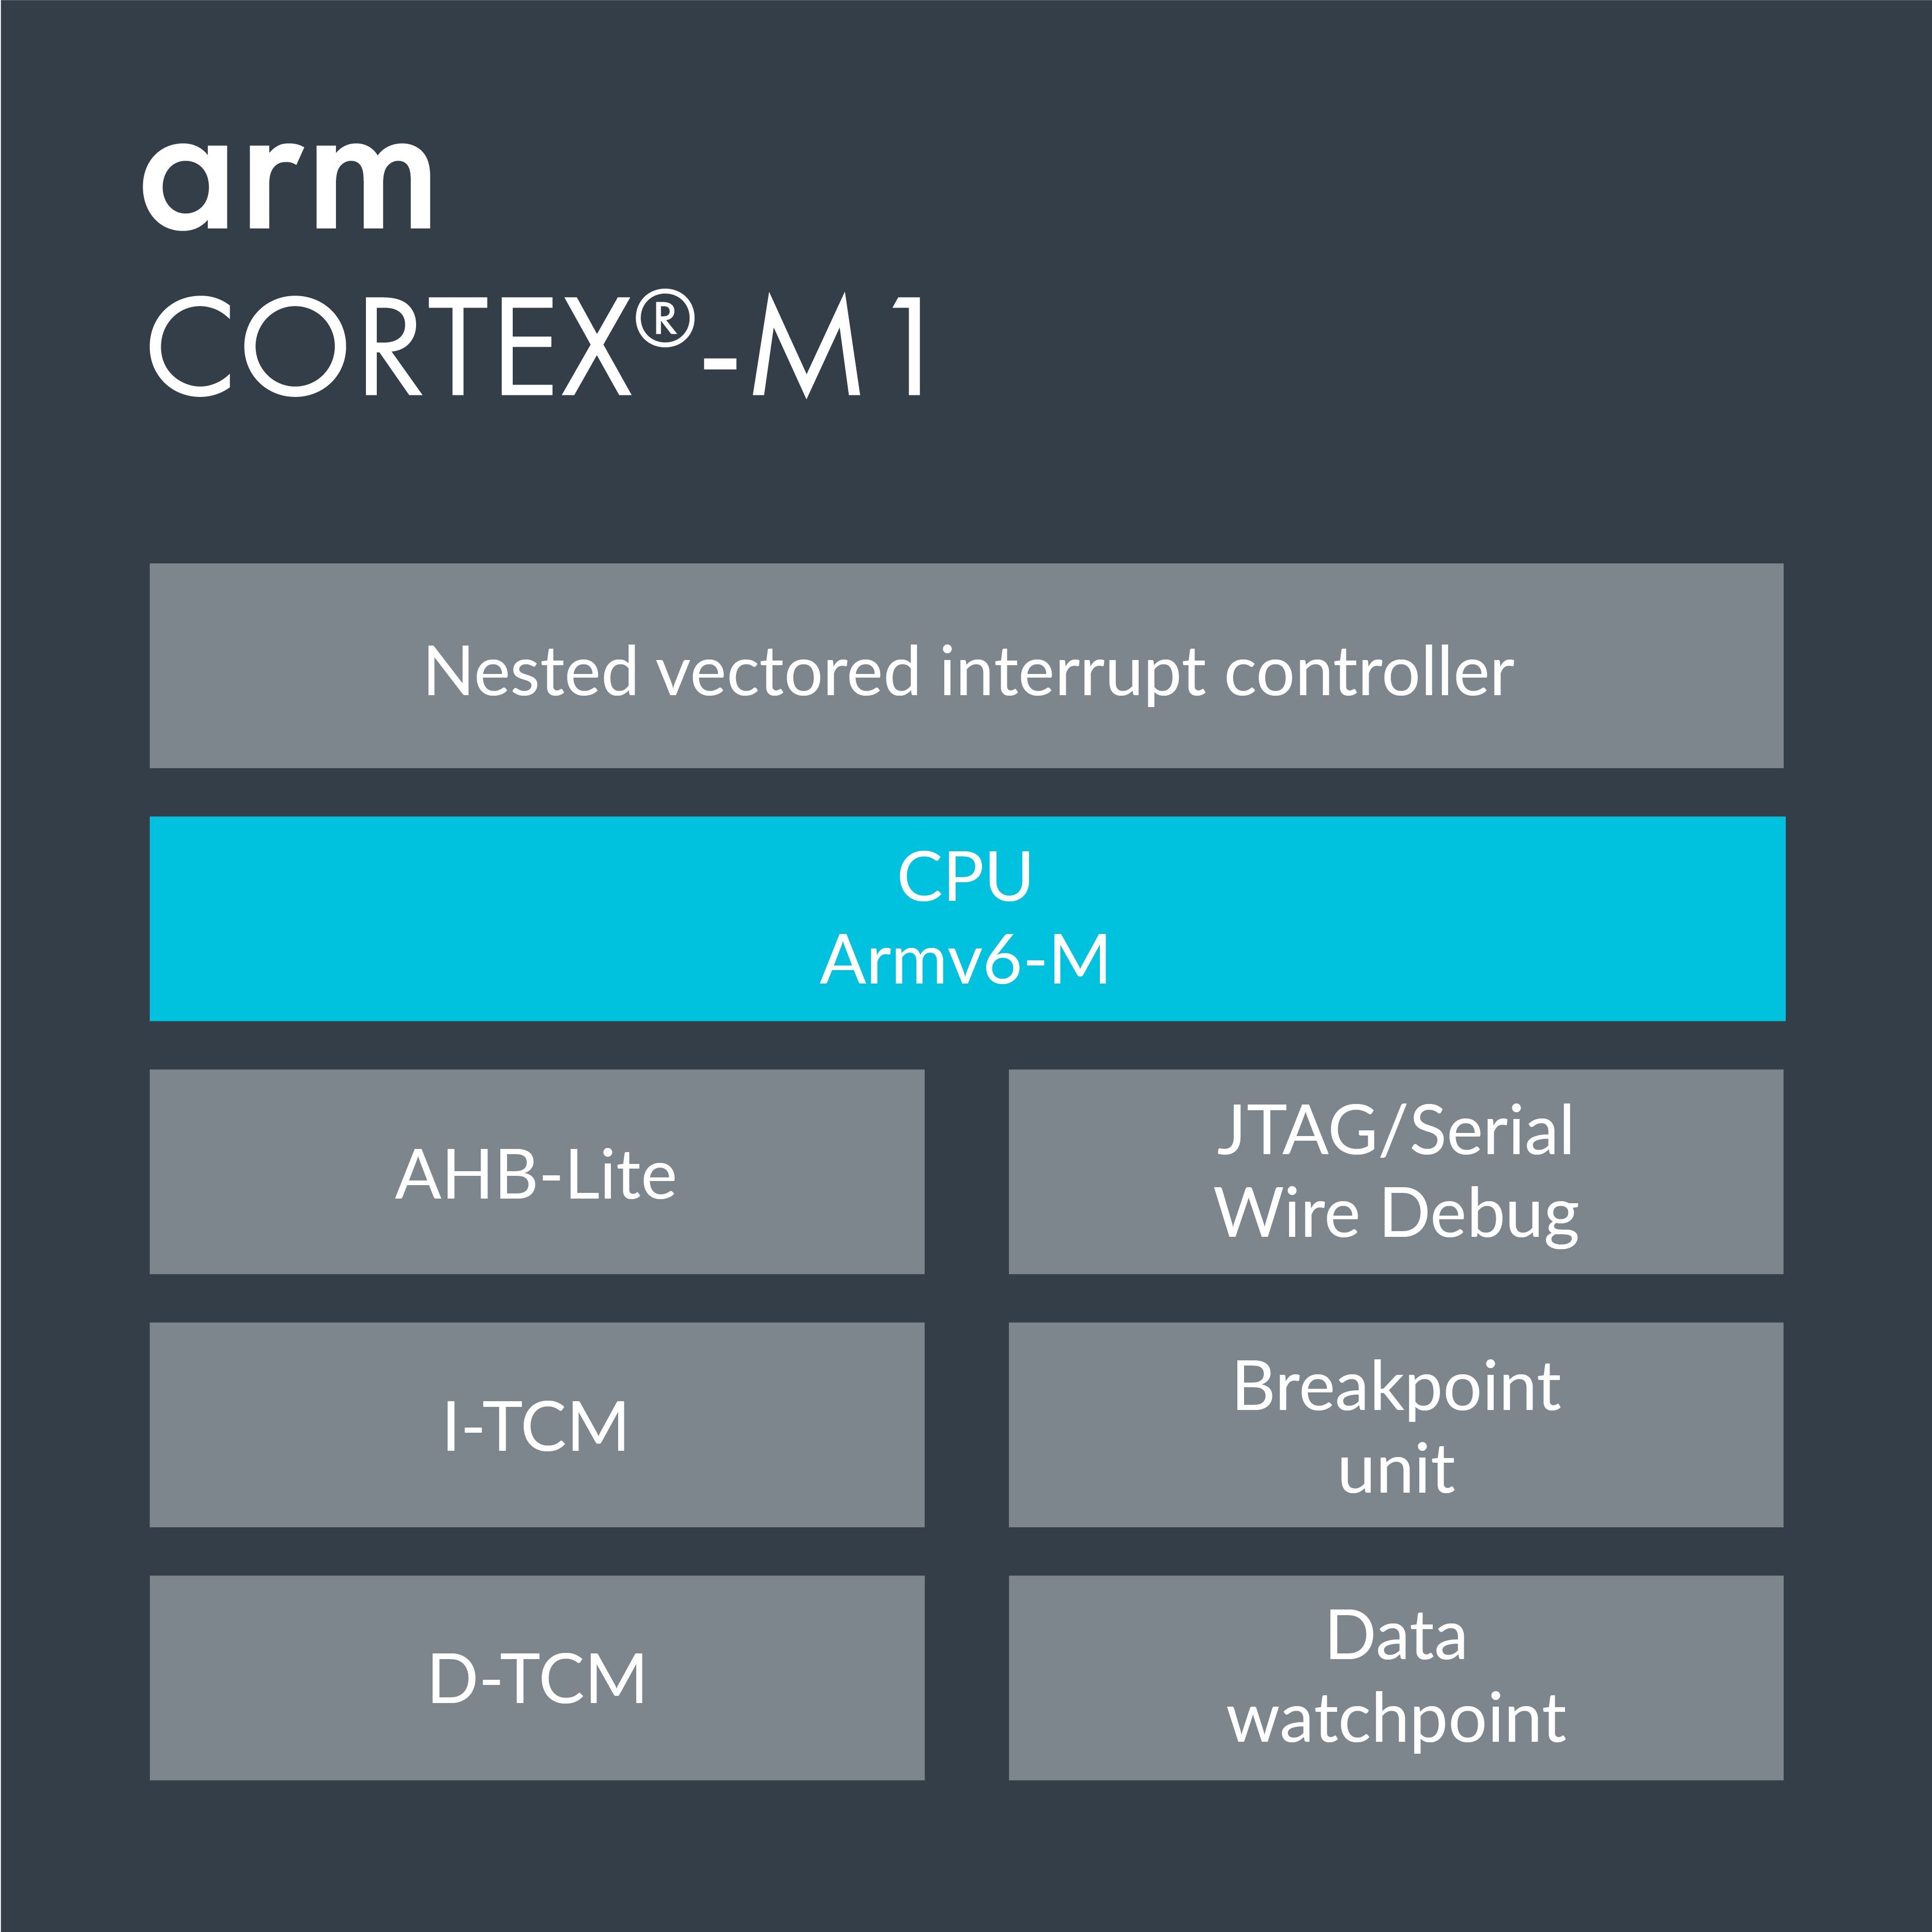 arm
CORTEX®-M1
Nested vectored interrupt controller
CPU
Armv6-M
AHB-Lite
JTAG/Serial
Wire Debug
I-TCM
Breakpoint
unit
D-TCM
Data
watchpoint